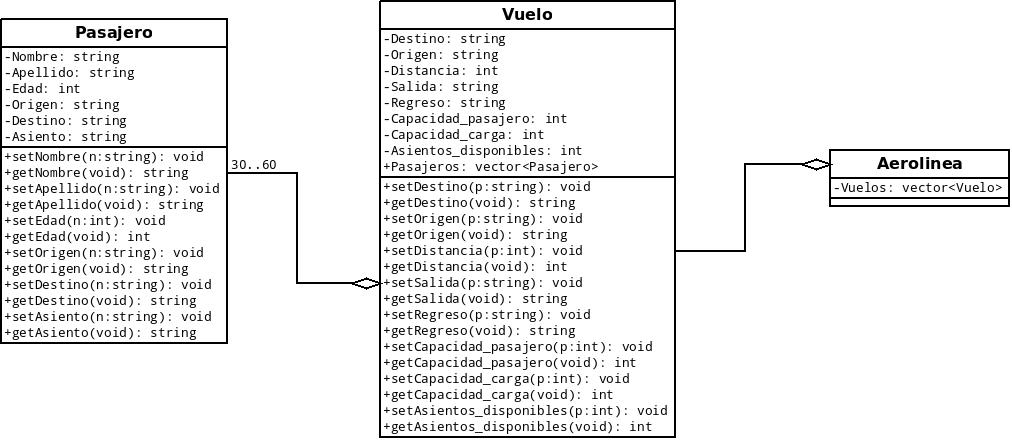 Pasajero
-Nombre: string
-Apellido: string
-Edad: int
-Origen: string
-Destino: string
-Asiento: string
+setNombre(n:string): void
+getNombre(void): string
+setApellido(n:string): void
+getApellido(void): string
+setEdad(n:int): void
+getEdad(void): int
+setOrigen(n:string): void
+getOrigen(void): string
+setDestino(n:string): void
+getDestino(void): string
+setAsiento(n:string): void
+getAsiento(void): string
30..60
Vuelo
-Destino: string
-Origen: string
-Distancia: int
-Salida: string
-Regreso: string
-Capacidad_pasajero: int
-Capacidad_carga: int
-Asientos_disponibles: int
+Pasajeros: vector<Pasajero>
+setDestino(p:string): void
+getDestino(void): string
+setOrigen(p:string): void
+getOrigen(void): string
+setDistancia(p:int): void
+getDistancia(void): int
+setSalida(p:string): void
+getSalida(void): string
+setRegreso(p:string): void
+getRegreso(void): string
+setCapacidad_pasajero(p:int): void
+getCapacidad_pasajero(void): int
+setCapacidad_carga(p:int): void
+getCapacidad_carga(void): int
+setAsientos_disponibles(p:int): void
+getAsientos_disponibles(void): int
Aerolinea
-Vuelos: vector<Vuelo>